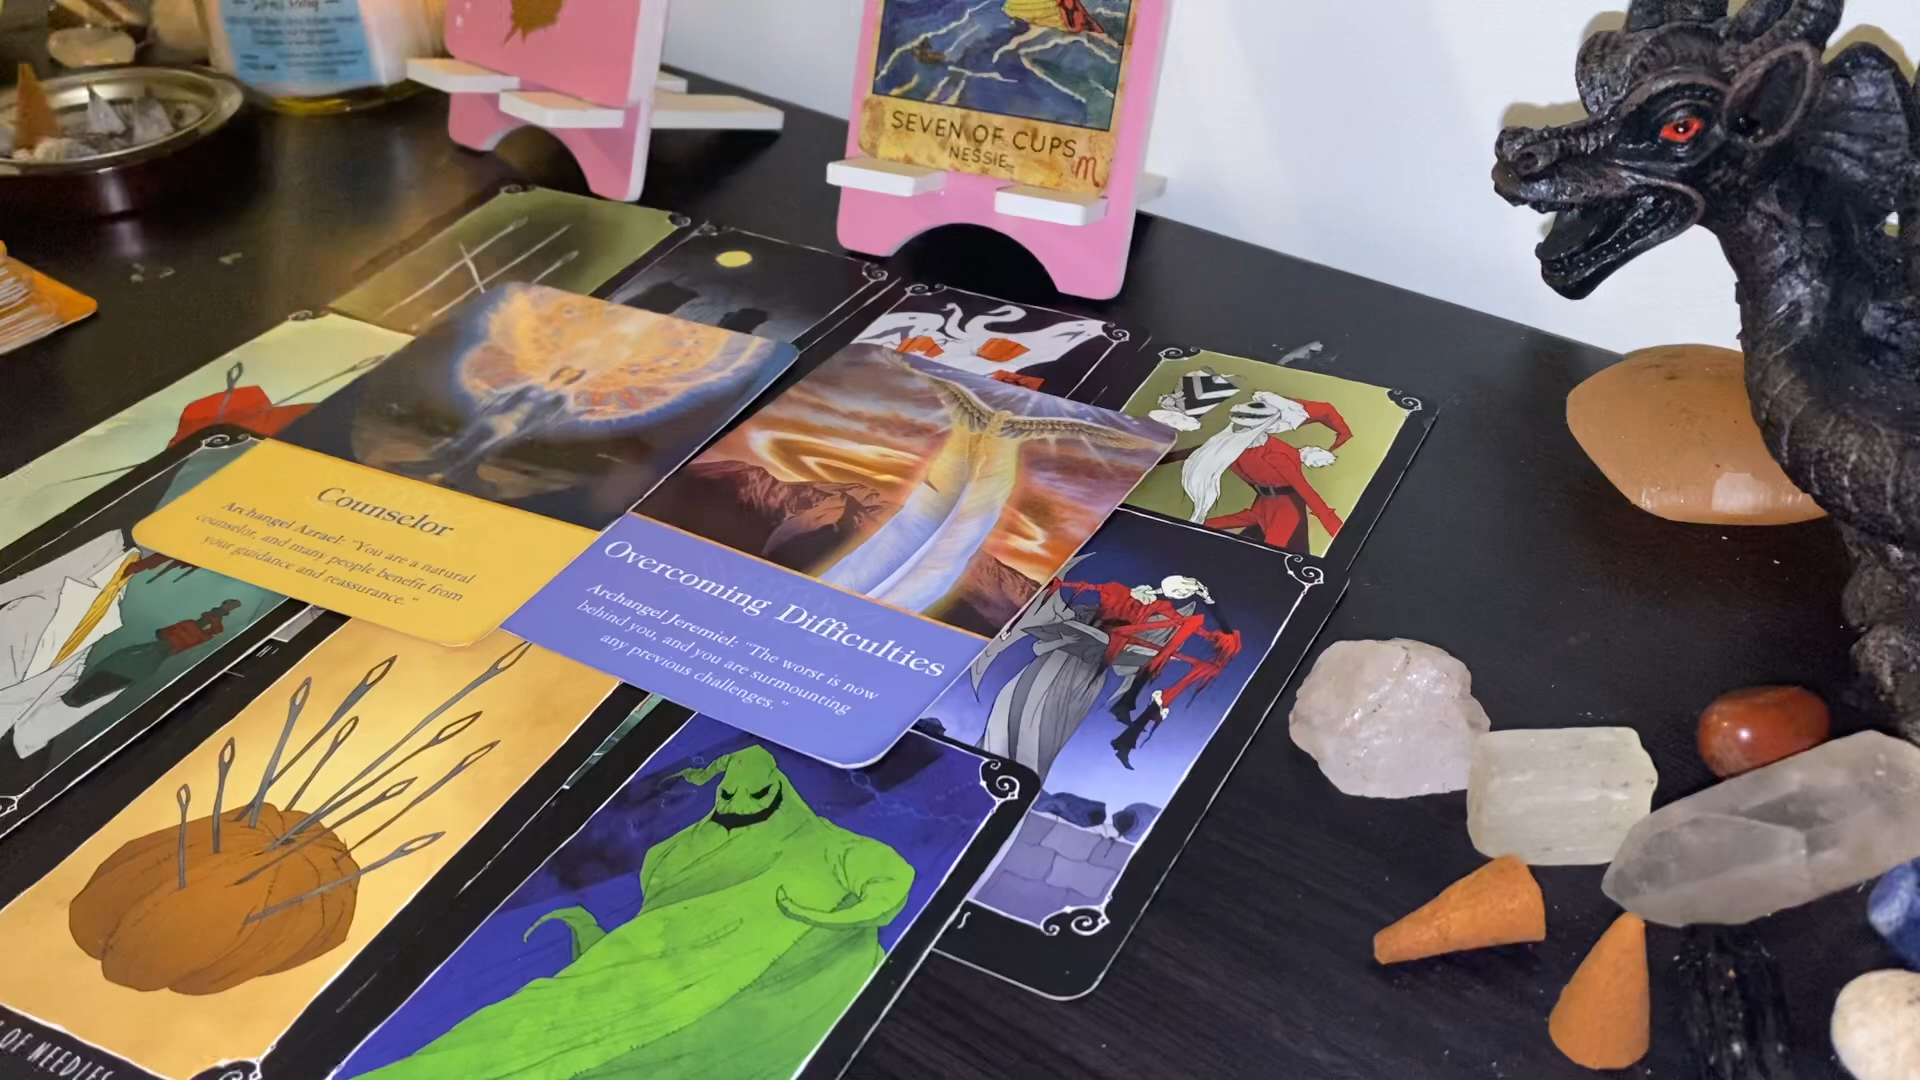 SEVEN OF CUPS
NESSIE
Counselor
Archangel Azrael: "You are a natural
counselor, and many people benefit from
your guidance and reassurance."
Overcoming Difficulties
Archangel Jeremiel: "The worst is now
behind you, and you are surmounting
any previous challenges."
OF NEEDLES